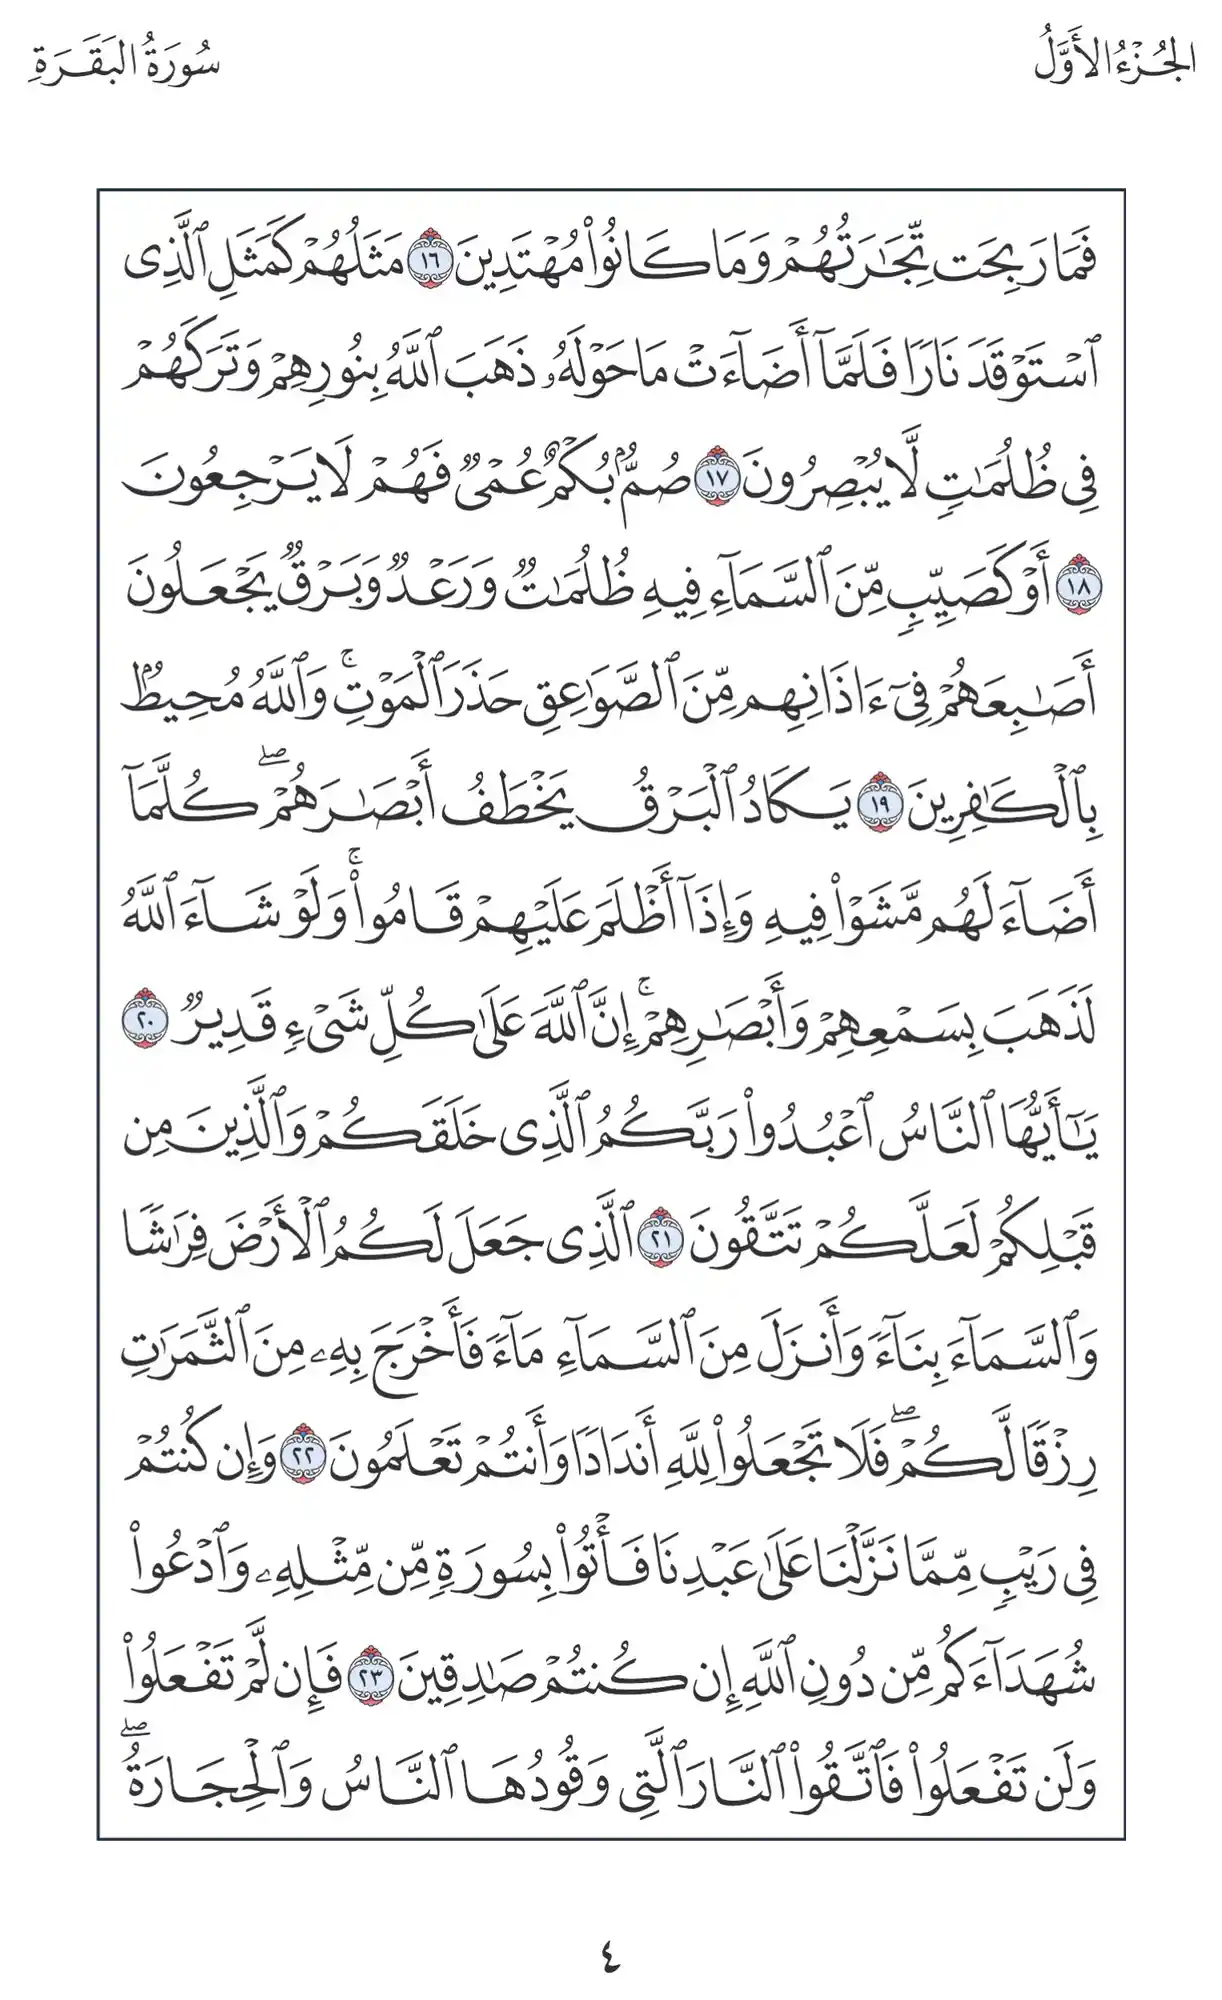 الجُزْءُ الأَوَّلُ
سُورَةُ البَقَرَةِ
فَمَا رَبِحَت تِّجَٰرَتُهُمْ وَمَا كَانُوا۟ مُهْتَدِينَ ١٦ مَثَلُهُمْ كَمَثَلِ ٱلَّذِى
ٱسْتَوْقَدَ نَارًا فَلَمَّآ أَضَآءَتْ مَا حَوْلَهُۥ ذَهَبَ ٱللَّهُ بِنُورِهِمْ وَتَرَكَهُمْ
فِى ظُلُمَٰتٍ لَّا يُبْصِرُونَ ١٧ صُمٌّۢ بُكْمٌ عُمْىٌ فَهُمْ لَا يَرْجِعُونَ
١٨ أَوْ كَصَيِّبٍ مِّنَ ٱلسَّمَآءِ فِيهِ ظُلُمَٰتٌ وَرَعْدٌ وَبَرْقٌ يَجْعَلُونَ
أَصَٰبِعَهُمْ فِىٓ ءَاذَانِهِم مِّنَ ٱلصَّوَٰعِقِ حَذَرَ ٱلْمَوْتِ ۚ وَٱللَّهُ مُحِيطٌۢ
بِٱلْكَٰفِرِينَ ١٩ يَكَادُ ٱلْبَرْقُ يَخْطَفُ أَبْصَٰرَهُمْ ۖ كُلَّمَآ
أَضَآءَ لَهُم مَّشَوْا۟ فِيهِ وَإِذَآ أَظْلَمَ عَلَيْهِمْ قَامُوا۟ ۚ وَلَوْ شَآءَ ٱللَّهُ
لَذَهَبَ بِسَمْعِهِمْ وَأَبْصَٰرِهِمْ ۚ إِنَّ ٱللَّهَ عَلَىٰ كُلِّ شَىْءٍ قَدِيرٌ ٢٠
يَٰٓأَيُّهَا ٱلنَّاسُ ٱعْبُدُوا۟ رَبَّكُمُ ٱلَّذِى خَلَقَكُمْ وَٱلَّذِينَ مِن
قَبْلِكُمْ لَعَلَّكُمْ تَتَّقُونَ ٢١ ٱلَّذِى جَعَلَ لَكُمُ ٱلْأَرْضَ فِرَٰشًا
وَٱلسَّمَآءَ بِنَآءً وَأَنزَلَ مِنَ ٱلسَّمَآءِ مَآءً فَأَخْرَجَ بِهِۦ مِنَ ٱلثَّمَرَٰتِ
رِزْقًا لَّكُمْ ۖ فَلَا تَجْعَلُوا۟ لِلَّهِ أَندَادًا وَأَنتُمْ تَعْلَمُونَ ٢٢ وَإِن كُنتُمْ
فِى رَيْبٍ مِّمَّا نَزَّلْنَا عَلَىٰ عَبْدِنَا فَأْتُوا۟ بِسُورَةٍ مِّن مِّثْلِهِۦ وَٱدْعُوا۟
شُهَدَآءَكُم مِّن دُونِ ٱللَّهِ إِن كُنتُمْ صَٰدِقِينَ ٢٣ فَإِن لَّمْ تَفْعَلُوا۟
وَلَن تَفْعَلُوا۟ فَٱتَّقُوا۟ ٱلنَّارَ ٱلَّتِى وَقُودُهَا ٱلنَّاسُ وَٱلْحِجَارَةُ ۖ
٤